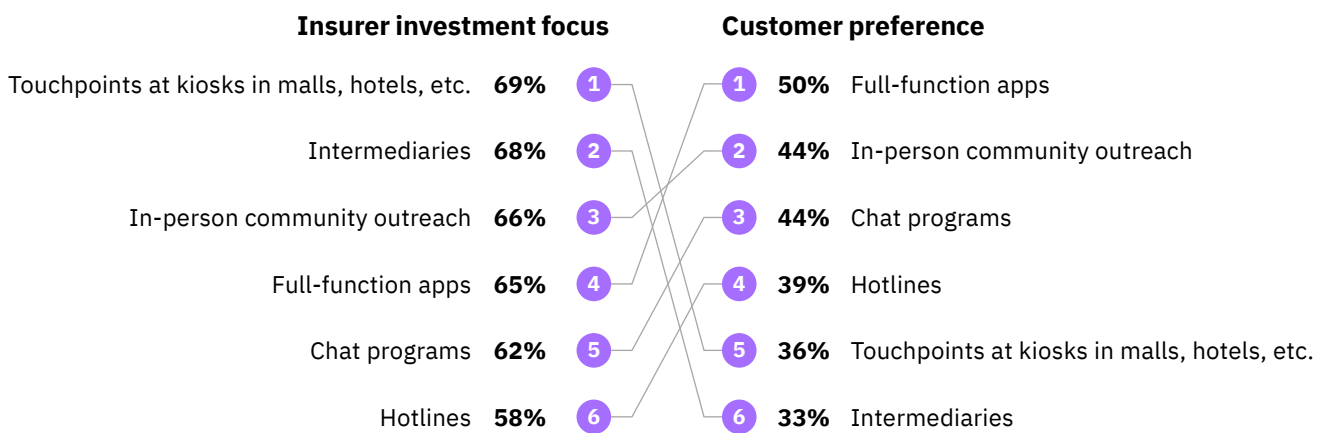 Insurer investment focus Customer preference
Touchpoints at kiosks in malls, hotels, etc. 69% 1 1 50% Full-function apps
Intermediaries 68% 2 2 44% In-person community outreach
In-person community outreach 66% 3 3 44% Chat programs
Full-function apps 65% 4 4 39% Hotlines
Chat programs 62% 5 5 36% Touchpoints at kiosks in malls, hotels, etc.
Hotlines 58% 6 6 33% Intermediaries